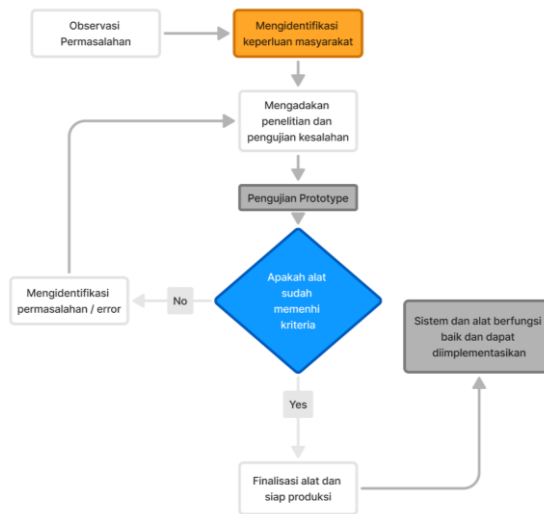 Observasi
Permasalahan
Mengidentifikasi
keperluan masyarakat
Mengadakan
penelitian dan
pengujian kesalahan
Pengujian Prototype
Apakah alat
sudah
memenhi
kriteria
No
Mengidentifikasi
permasalahan / error
Sistem dan alat berfungsi
baik dan dapat
diimplementasikan
Yes
Finalisasi alat dan
siap produksi